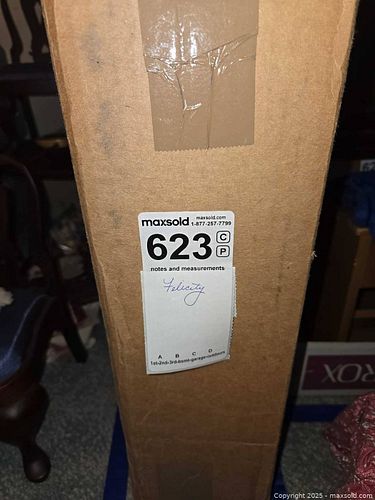 maxsold maxsold.com
1-877-257-7799
623 C
P
notes and measurements
Felicity
A B C D
1st-2nd-3rd-bsmt-garage-outdoors
ROX
Copyright © 2025 - maxsold.com